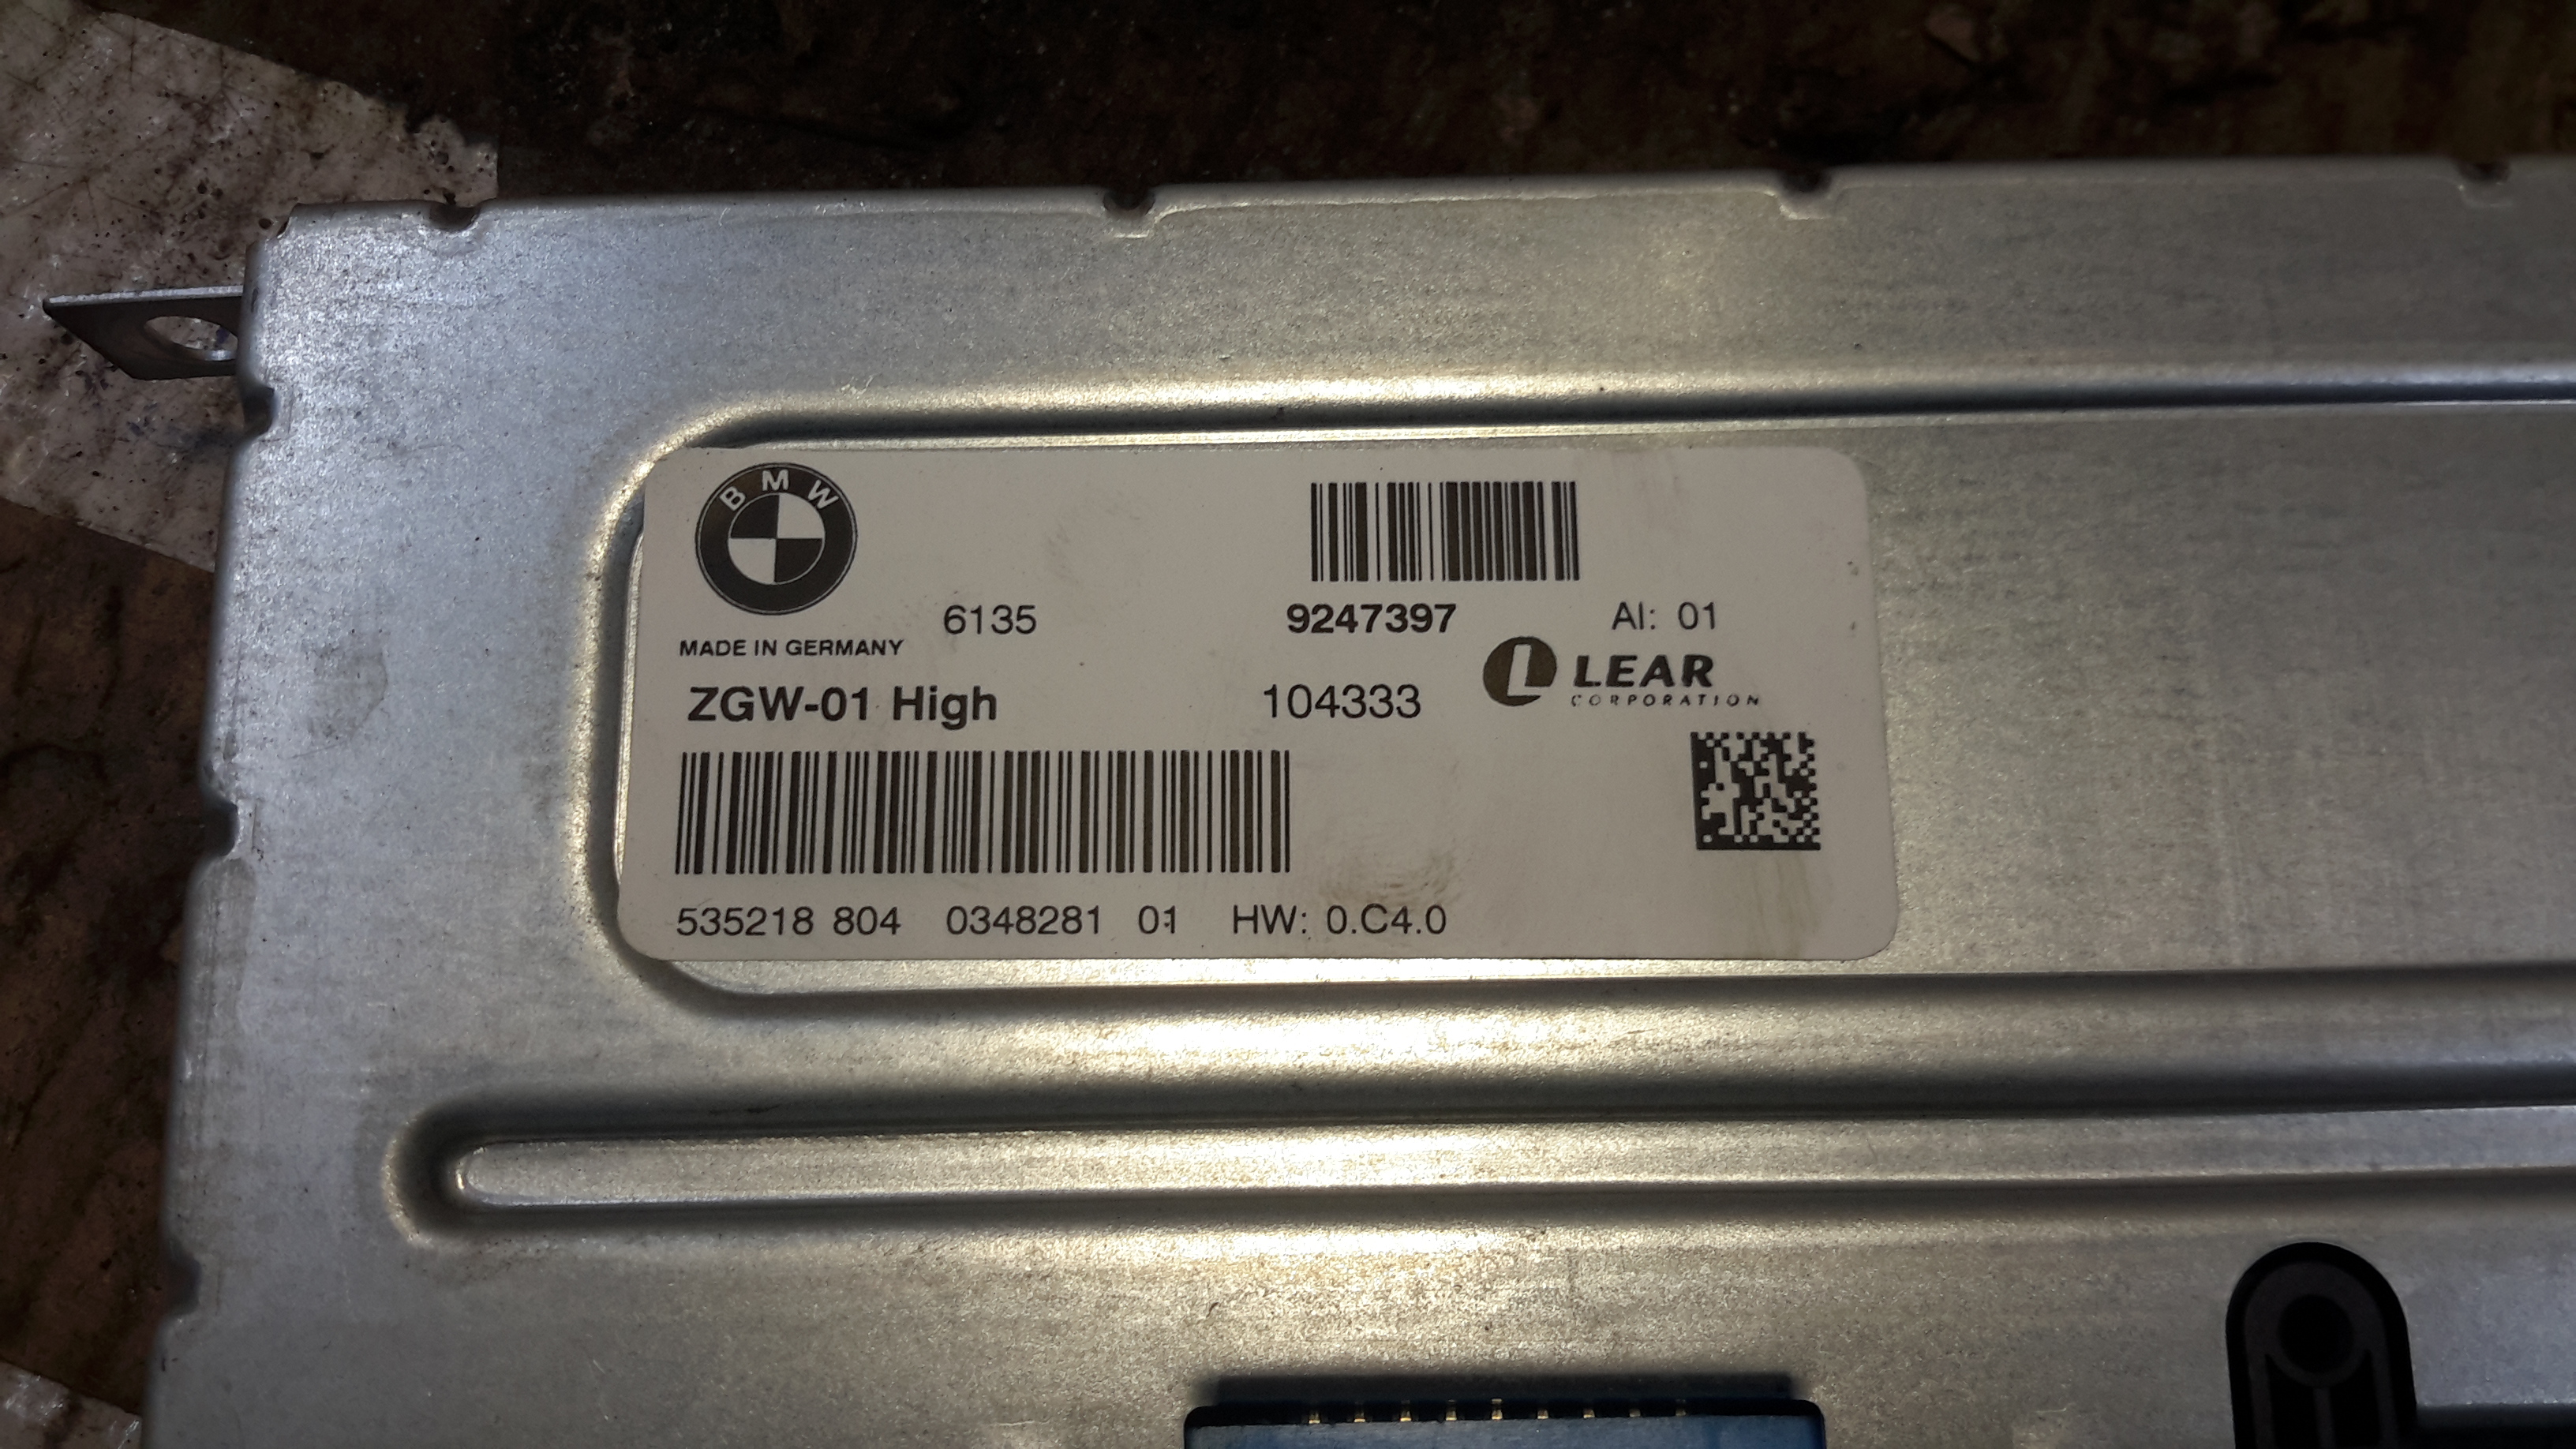 BMW
6135 9247397 AI: 01
MADE IN GERMANY
LEAR
CORPORATION
ZGW-01 High 104333
535218 804 0348281 01 HW: 0.C4.0